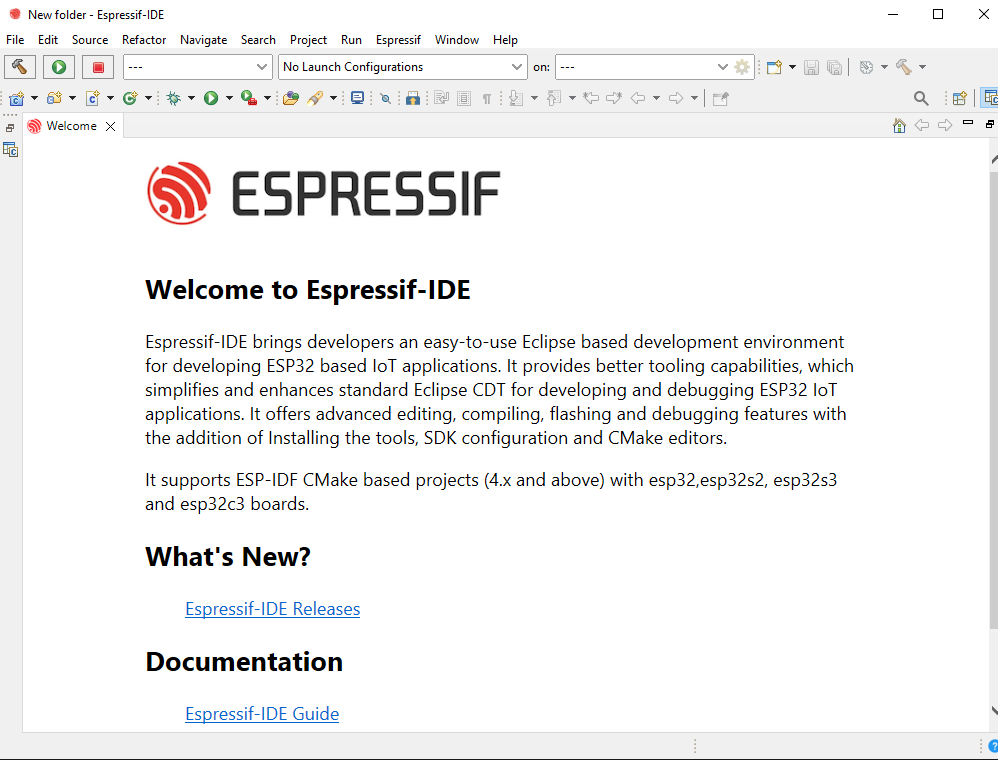 New folder - Espressif-IDE
File Edit Source Refactor Navigate Search Project Run Espressif Window Help
--- No Launch Configurations on: ---
Welcome
ESPRESSIF
Welcome to Espressif-IDE
Espressif-IDE brings developers an easy-to-use Eclipse based development environment
for developing ESP32 based IoT applications. It provides better tooling capabilities, which
simplifies and enhances standard Eclipse CDT for developing and debugging ESP32 IoT
applications. It offers advanced editing, compiling, flashing and debugging features with
the addition of Installing the tools, SDK configuration and CMake editors.
It supports ESP-IDF CMake based projects (4.x and above) with esp32,esp32s2, esp32s3
and esp32c3 boards.
What's New?
Espressif-IDE Releases
Documentation
Espressif-IDE Guide